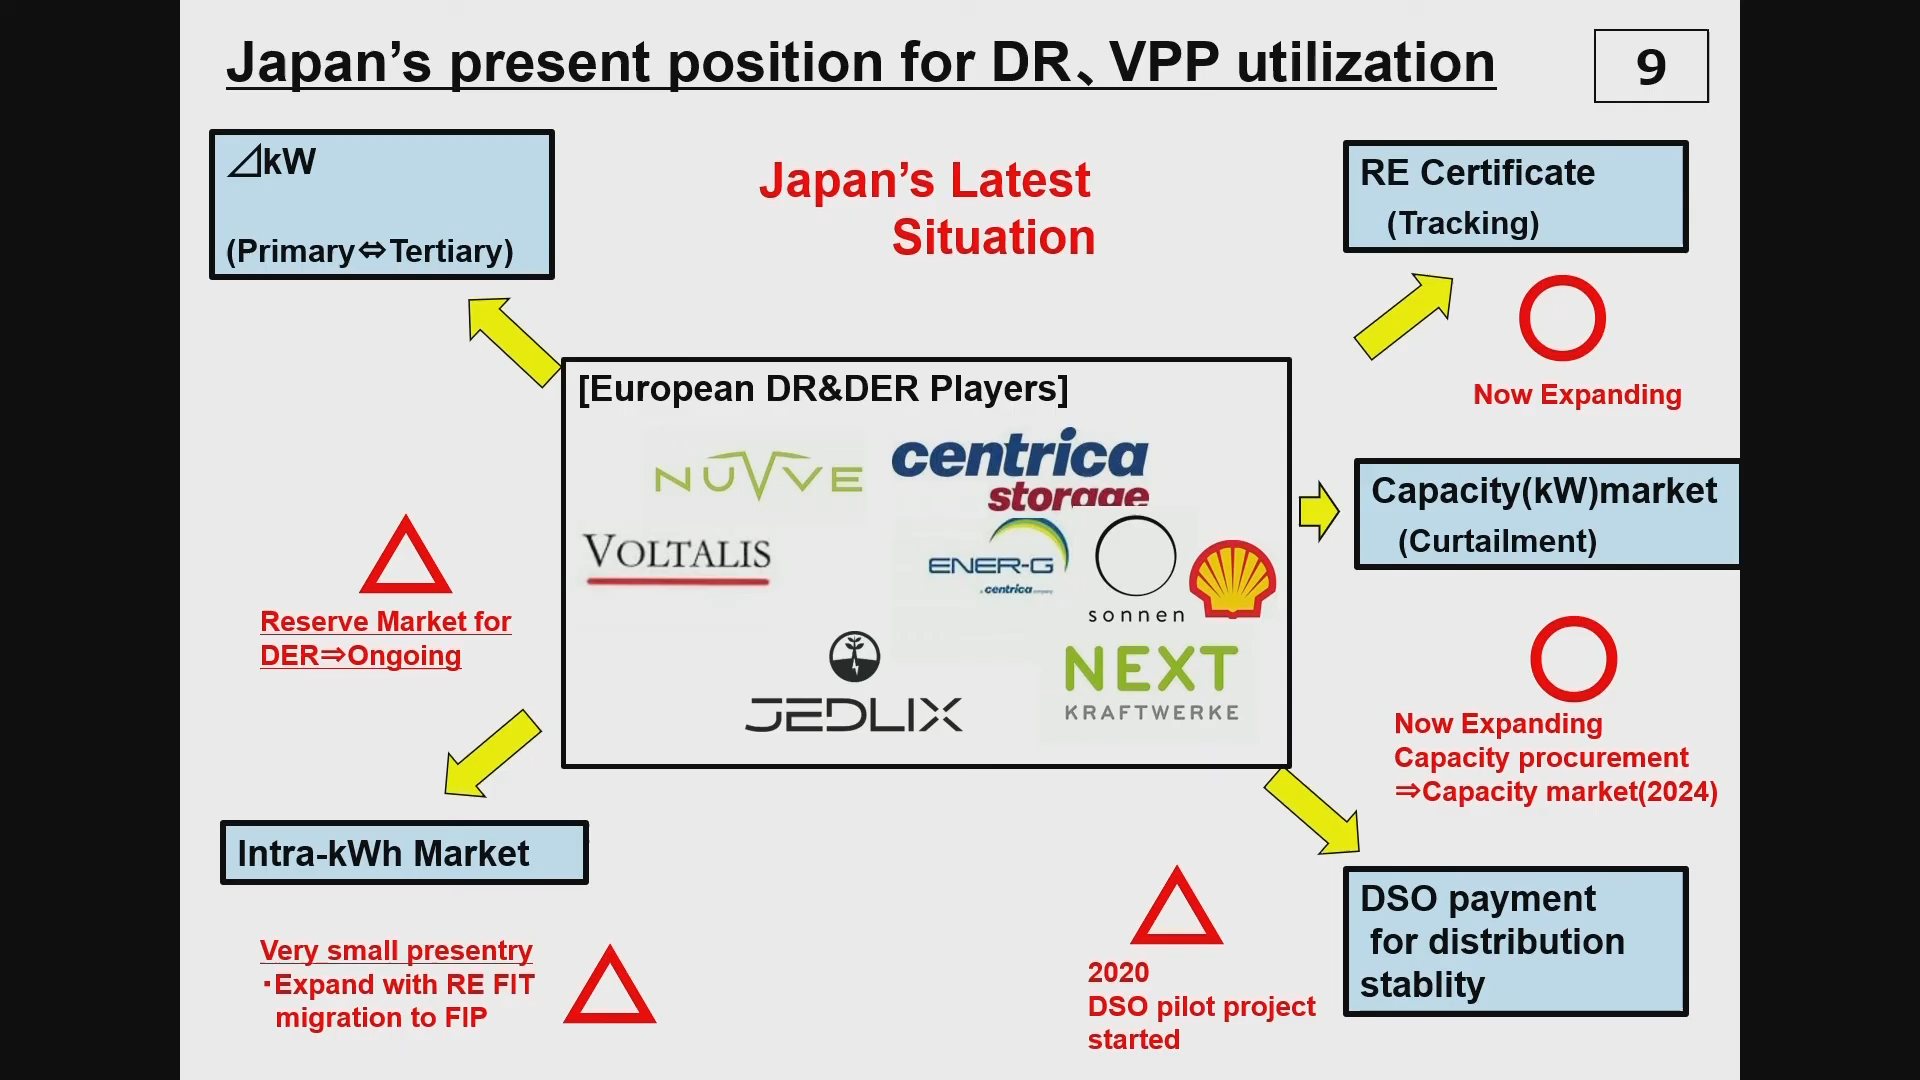 Japan’s present position for DR、VPP utilization
9
⊿kW
(Primary⇔Tertiary)
Japan’s Latest
Situation
RE Certificate
(Tracking)
Now Expanding
[European DR&DER Players]
NUVVE
centrica
storage
VOLTALIS
ENER-G
a centrica company
sonnen
JEDLIX
NEXT
KRAFTWERKE
Capacity(kW)market
(Curtailment)
Reserve Market for
DER⇒Ongoing
Now Expanding
Capacity procurement
⇒Capacity market(2024)
Intra-kWh Market
Very small presentry
・Expand with RE FIT
migration to FIP
2020
DSO pilot project
started
DSO payment
for distribution
stablity